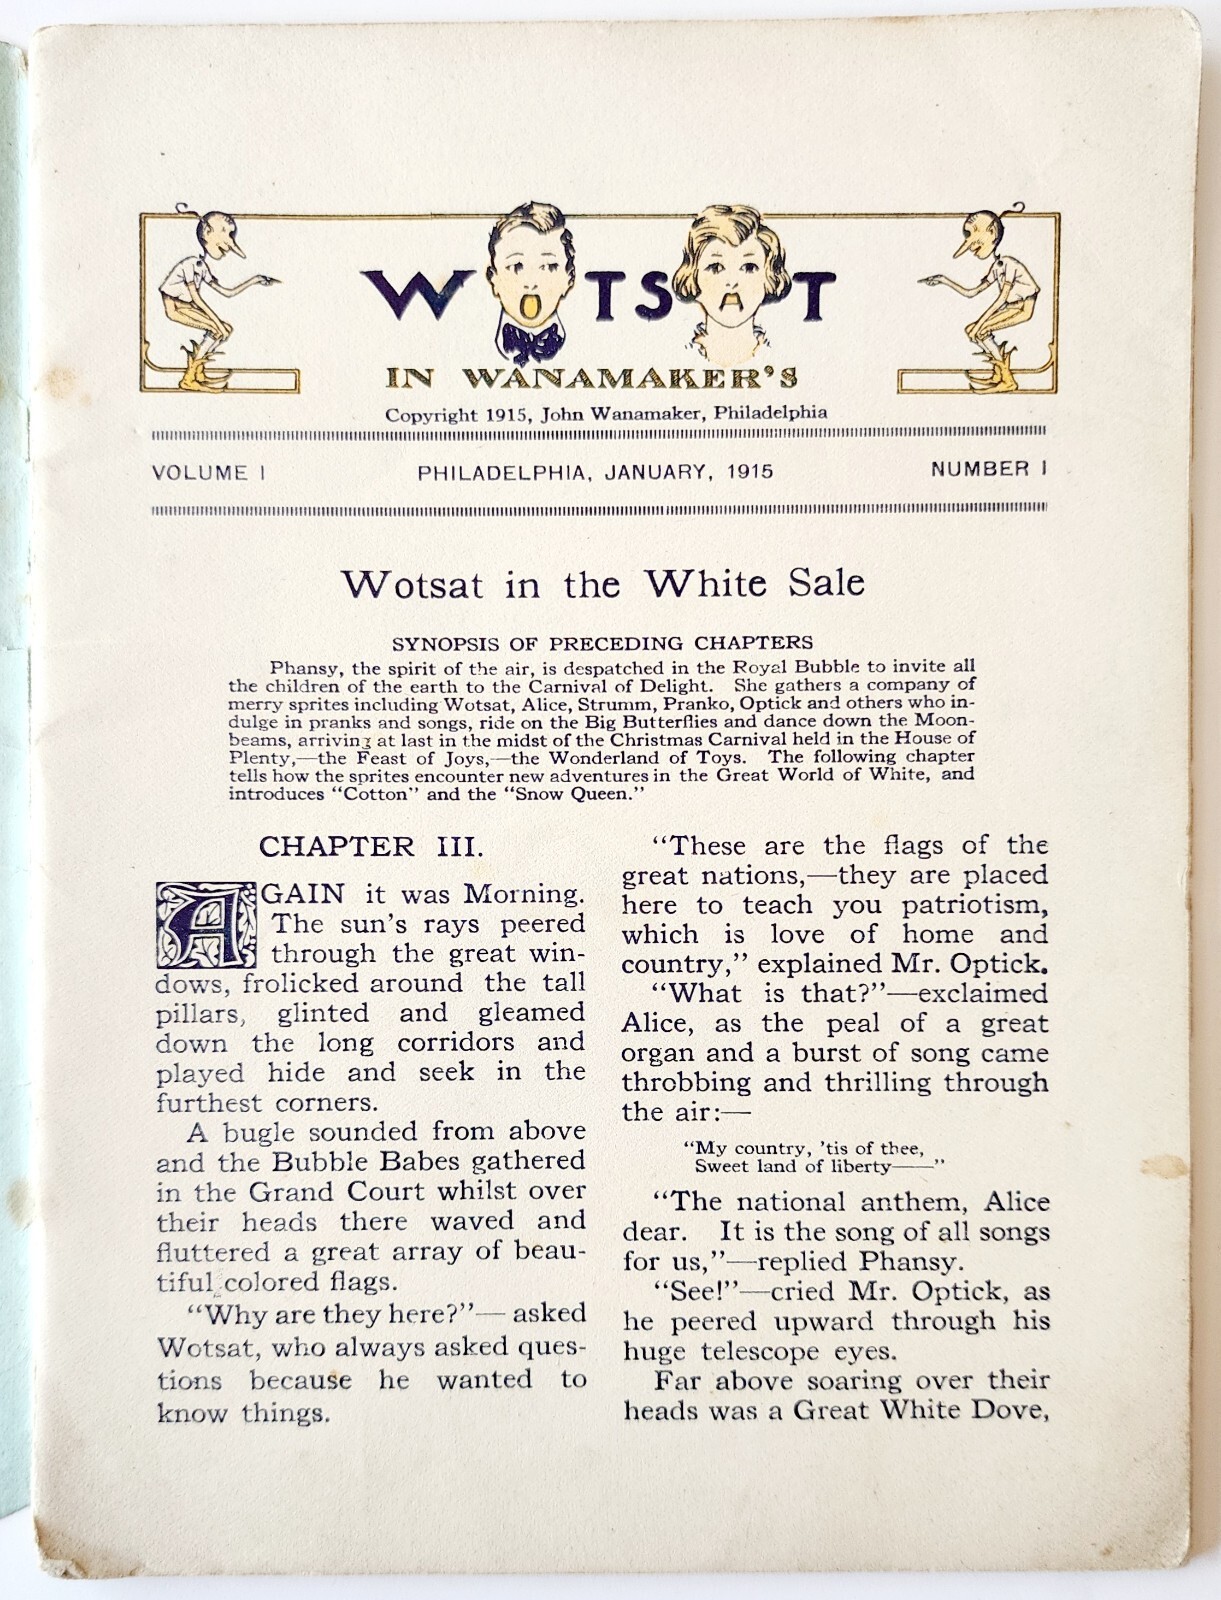 WOTSAT
IN WANAMAKER'S
Copyright 1915, John Wanamaker, Philadelphia
VOLUME I PHILADELPHIA, JANUARY, 1915 NUMBER I
Wotsat in the White Sale
SYNOPSIS OF PRECEDING CHAPTERS
Phansy, the spirit of the air, is despatched in the Royal Bubble to invite all
the children of the earth to the Carnival of Delight. She gathers a company of
merry sprites including Wotsat, Alice, Strumm, Pranko, Optick and others who in-
dulge in pranks and songs, ride on the Big Butterflies and dance down the Moon-
beams, arriving at last in the midst of the Christmas Carnival held in the House of
Plenty,—the Feast of Joys,—the Wonderland of Toys. The following chapter
tells how the sprites encounter new adventures in the Great World of White, and
introduces "Cotton" and the "Snow Queen."
CHAPTER III.
AGAIN it was Morning.
The sun's rays peered
through the great win-
dows, frolicked around the tall
pillars, glinted and gleamed
down the long corridors and
played hide and seek in the
furthest corners.
A bugle sounded from above
and the Bubble Babes gathered
in the Grand Court whilst over
their heads there waved and
fluttered a great array of beau-
tiful colored flags.
"Why are they here?"— asked
Wotsat, who always asked ques-
tions because he wanted to
know things.
"These are the flags of the
great nations,—they are placed
here to teach you patriotism,
which is love of home and
country," explained Mr. Optick.
"What is that?"—exclaimed
Alice, as the peal of a great
organ and a burst of song came
throbbing and thrilling through
the air:—
"My country, 'tis of thee,
Sweet land of liberty——"
"The national anthem, Alice
dear. It is the song of all songs
for us,"—replied Phansy.
"See!"—cried Mr. Optick, as
he peered upward through his
huge telescope eyes.
Far above soaring over their
heads was a Great White Dove,